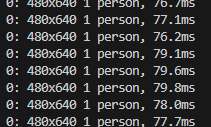 0: 480x640 1 person, 76.7ms
0: 480x640 1 person, 77.1ms
0: 480x640 1 person, 76.2ms
0: 480x640 1 person, 79.1ms
0: 480x640 1 person, 79.6ms
0: 480x640 1 person, 79.8ms
0: 480x640 1 person, 78.0ms
0: 480x640 1 person, 77.7ms